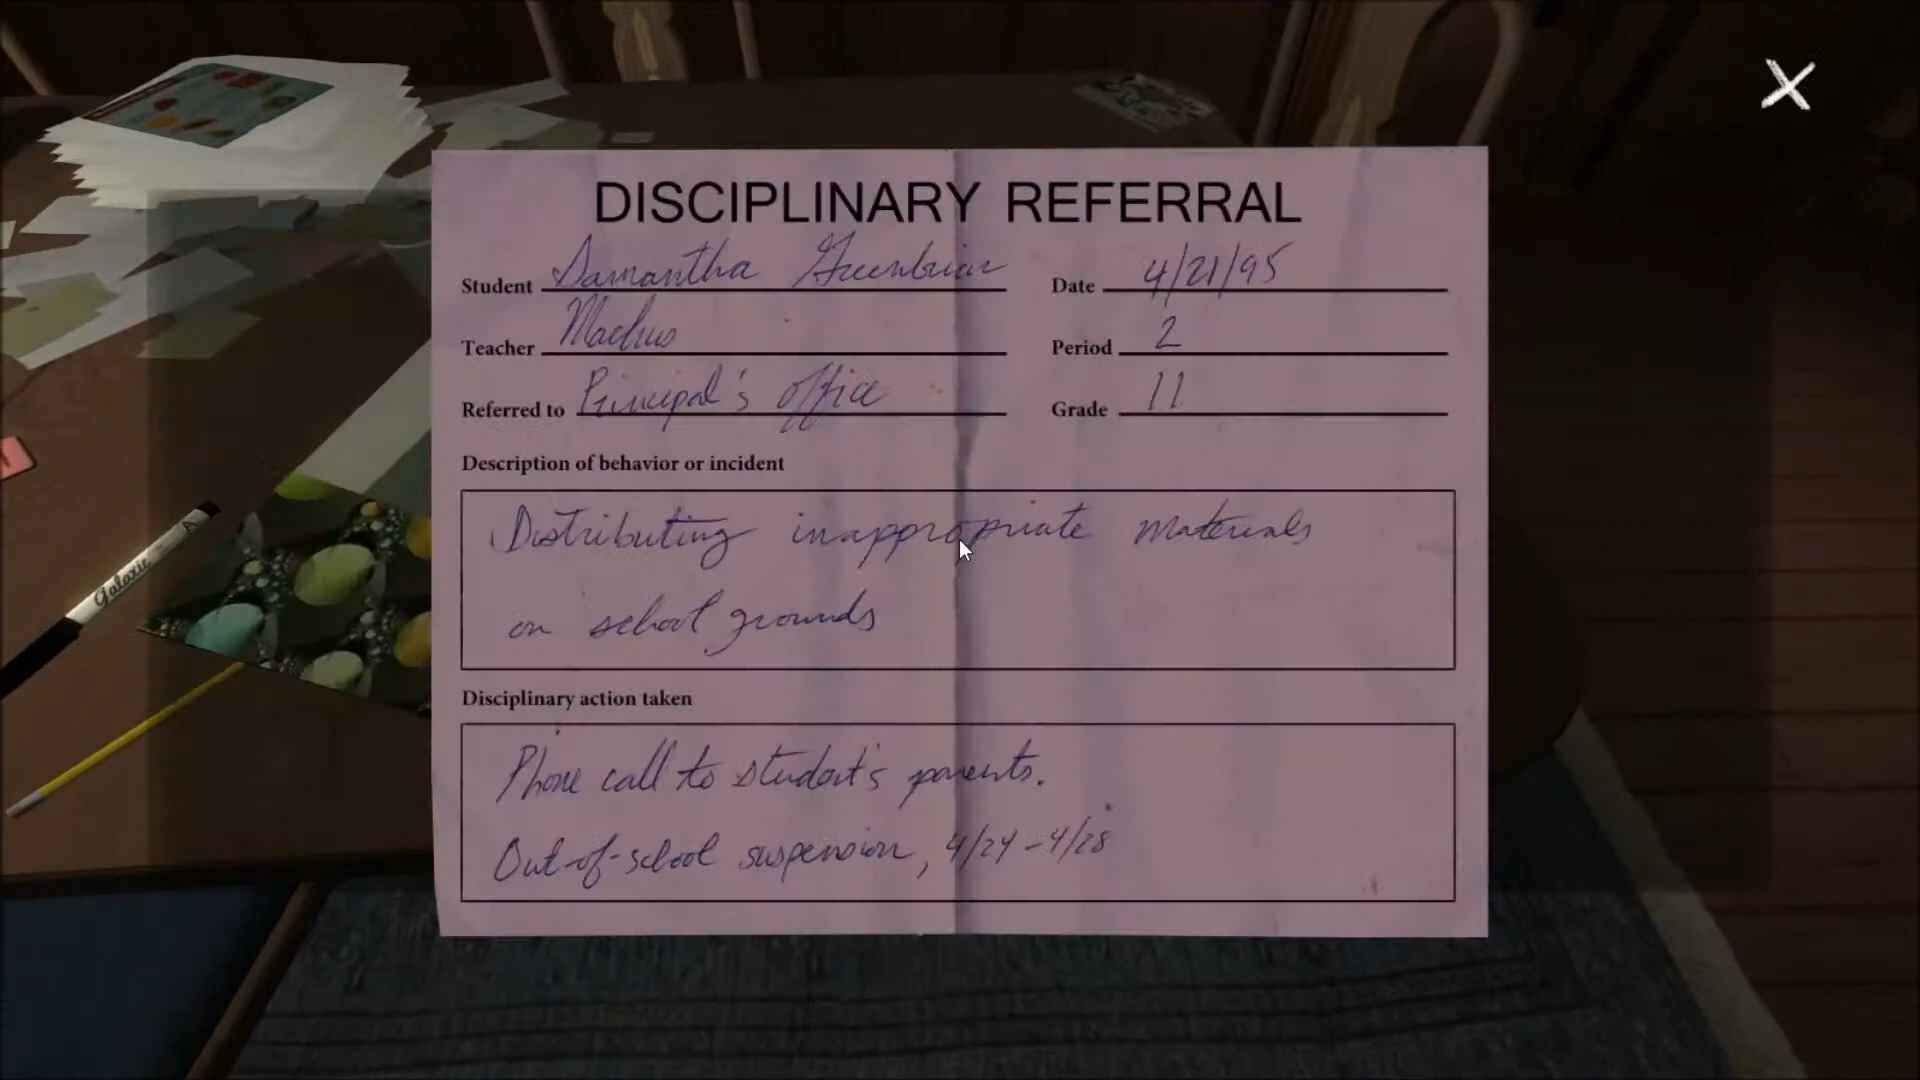 DISCIPLINARY REFERRAL
Student Samantha Greenbriar Date 4/21/95
Teacher Period 2
Referred to Principal's office Grade 11
Description of behavior or incident
Distributing inappropriate materials
on school grounds
Disciplinary action taken
Phone call to student's parents.
Out-of-school suspension, 4/24-4/28
Galaxie